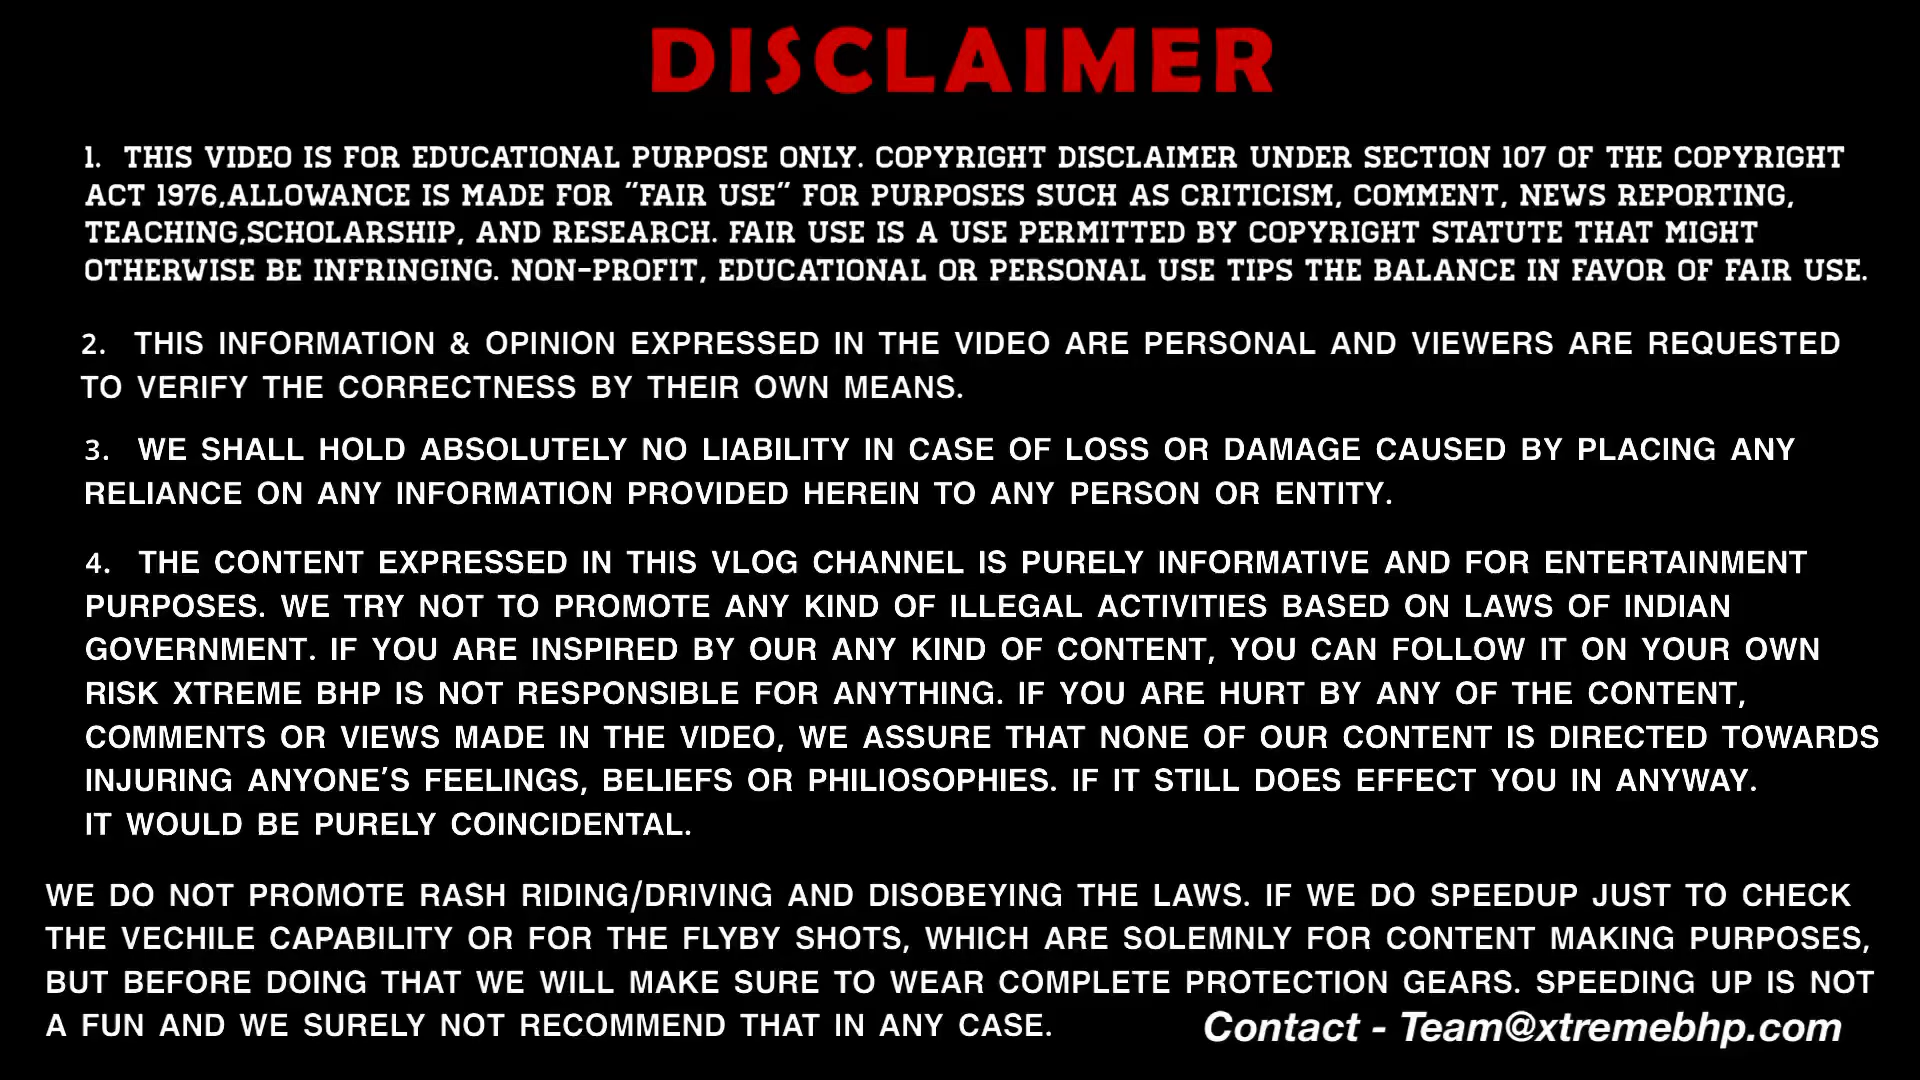 DISCLAIMER
1. THIS VIDEO IS FOR EDUCATIONAL PURPOSE ONLY. COPYRIGHT DISCLAIMER UNDER SECTION 107 OF THE COPYRIGHT
ACT 1976,ALLOWANCE IS MADE FOR "FAIR USE" FOR PURPOSES SUCH AS CRITICISM, COMMENT, NEWS REPORTING,
TEACHING,SCHOLARSHIP, AND RESEARCH. FAIR USE IS A USE PERMITTED BY COPYRIGHT STATUTE THAT MIGHT
OTHERWISE BE INFRINGING. NON-PROFIT, EDUCATIONAL OR PERSONAL USE TIPS THE BALANCE IN FAVOR OF FAIR USE.
2. THIS INFORMATION & OPINION EXPRESSED IN THE VIDEO ARE PERSONAL AND VIEWERS ARE REQUESTED
TO VERIFY THE CORRECTNESS BY THEIR OWN MEANS.
3. WE SHALL HOLD ABSOLUTELY NO LIABILITY IN CASE OF LOSS OR DAMAGE CAUSED BY PLACING ANY
RELIANCE ON ANY INFORMATION PROVIDED HEREIN TO ANY PERSON OR ENTITY.
4. THE CONTENT EXPRESSED IN THIS VLOG CHANNEL IS PURELY INFORMATIVE AND FOR ENTERTAINMENT
PURPOSES. WE TRY NOT TO PROMOTE ANY KIND OF ILLEGAL ACTIVITIES BASED ON LAWS OF INDIAN
GOVERNMENT. IF YOU ARE INSPIRED BY OUR ANY KIND OF CONTENT, YOU CAN FOLLOW IT ON YOUR OWN
RISK XTREME BHP IS NOT RESPONSIBLE FOR ANYTHING. IF YOU ARE HURT BY ANY OF THE CONTENT,
COMMENTS OR VIEWS MADE IN THE VIDEO, WE ASSURE THAT NONE OF OUR CONTENT IS DIRECTED TOWARDS
INJURING ANYONE'S FEELINGS, BELIEFS OR PHILIOSOPHIES. IF IT STILL DOES EFFECT YOU IN ANYWAY.
IT WOULD BE PURELY COINCIDENTAL.
WE DO NOT PROMOTE RASH RIDING/DRIVING AND DISOBEYING THE LAWS. IF WE DO SPEEDUP JUST TO CHECK
THE VECHILE CAPABILITY OR FOR THE FLYBY SHOTS, WHICH ARE SOLEMNLY FOR CONTENT MAKING PURPOSES,
BUT BEFORE DOING THAT WE WILL MAKE SURE TO WEAR COMPLETE PROTECTION GEARS. SPEEDING UP IS NOT
A FUN AND WE SURELY NOT RECOMMEND THAT IN ANY CASE.
Contact - Team@xtremebhp.com